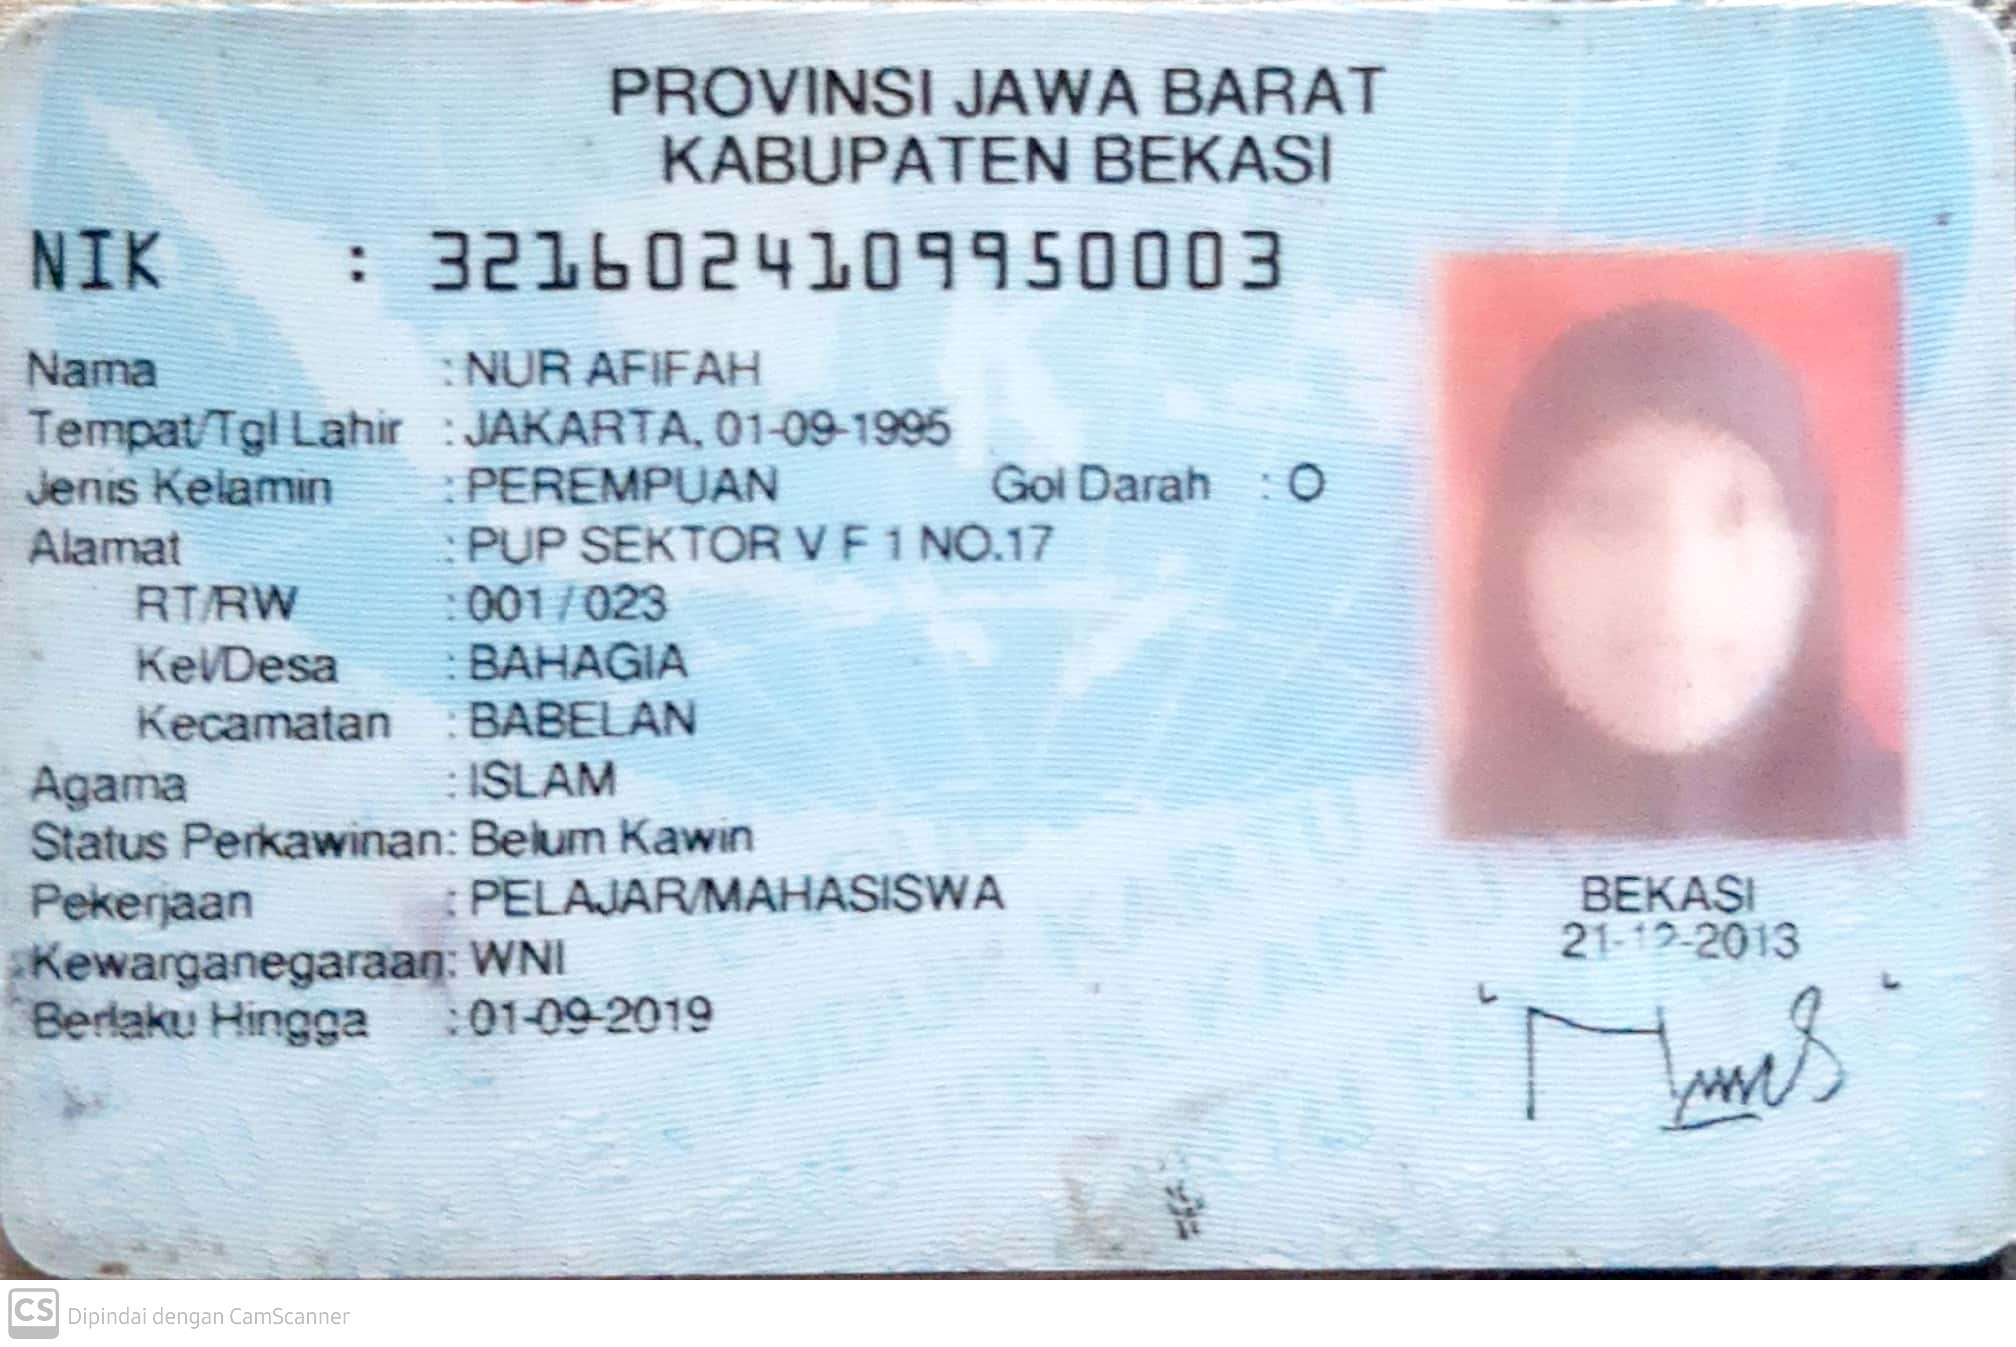 PROVINSI JAWA BARAT
KABUPATEN BEKASI
NIK : 3216024109950003
Nama : NUR AFIFAH
Tempat/Tgl Lahir : JAKARTA, 01-09-1995
Jenis Kelamin : PEREMPUAN Gol Darah : O
Alamat : PUP SEKTOR V F 1 NO.17
RT/RW : 001 / 023
Kel/Desa : BAHAGIA
Kecamatan : BABELAN
Agama : ISLAM
Status Perkawinan: Belum Kawin
Pekerjaan : PELAJAR/MAHASISWA
Kewarganegaraan: WNI
Berlaku Hingga : 01-09-2019
BEKASI
21-12-2013
CS Dipindai dengan CamScanner